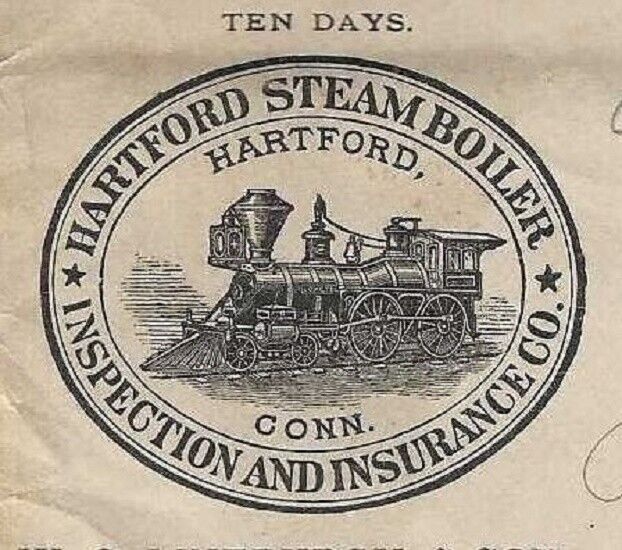 TEN DAYS.
HARTFORD STEAM BOILER
HARTFORD,
CONN.
INSPECTION AND INSURANCE CO.